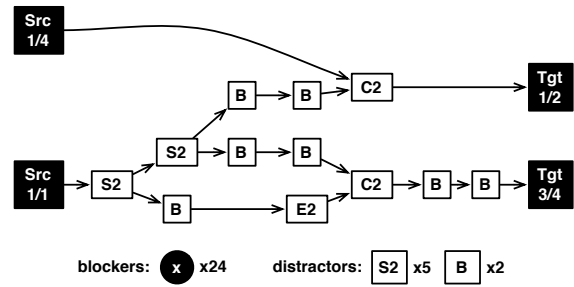 Src
1/4
B B C2 Tgt
1/2
S2 B B
Src
1/1
S2 C2 B B Tgt
3/4
B E2
blockers: x x24 distractors: S2 x5 B x2